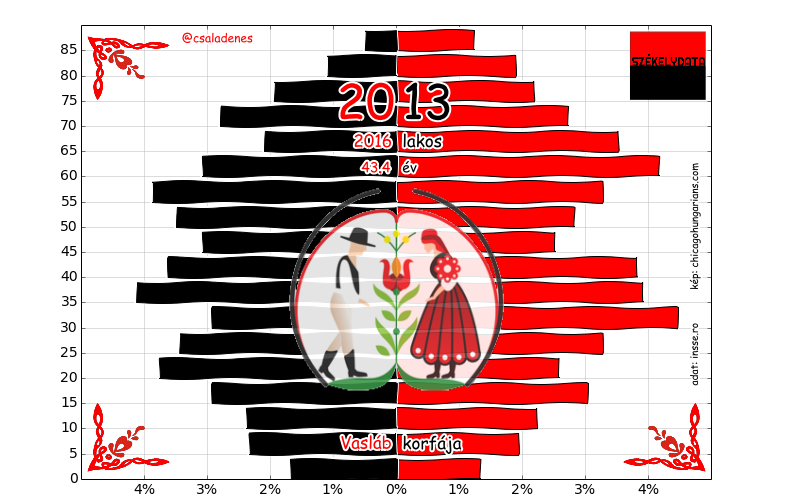 @csaladenes
SZÉKELYDATA
2013
2016 lakos
43.4 év
kép: chicagohungarians.com
adat: insse.ro
Vasláb korfája
85
80
75
70
65
60
55
50
45
40
35
30
25
20
15
10
5
0
4% 3% 2% 1% 0% 1% 2% 3% 4%